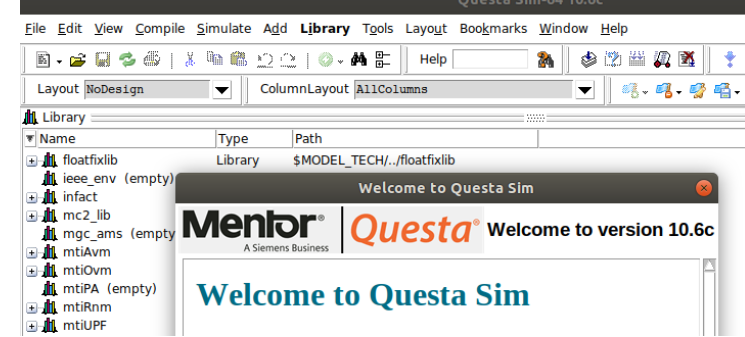 Questa Sim-64 10.6c
File Edit View Compile Simulate Add Library Tools Layout Bookmarks Window Help
Help
Layout NoDesign ColumnLayout AllColumns
Library
Name Type Path
floatfixlib Library $MODEL_TECH/../floatfixlib
ieee_env (empty)
infact
mc2_lib
mgc_ams (empty
mtiAvm
mtiOvm
mtiPA (empty)
mtiRnm
mtiUPF
Welcome to Questa Sim
Mentor® Questa® Welcome to version 10.6c
A Siemens Business
Welcome to Questa Sim